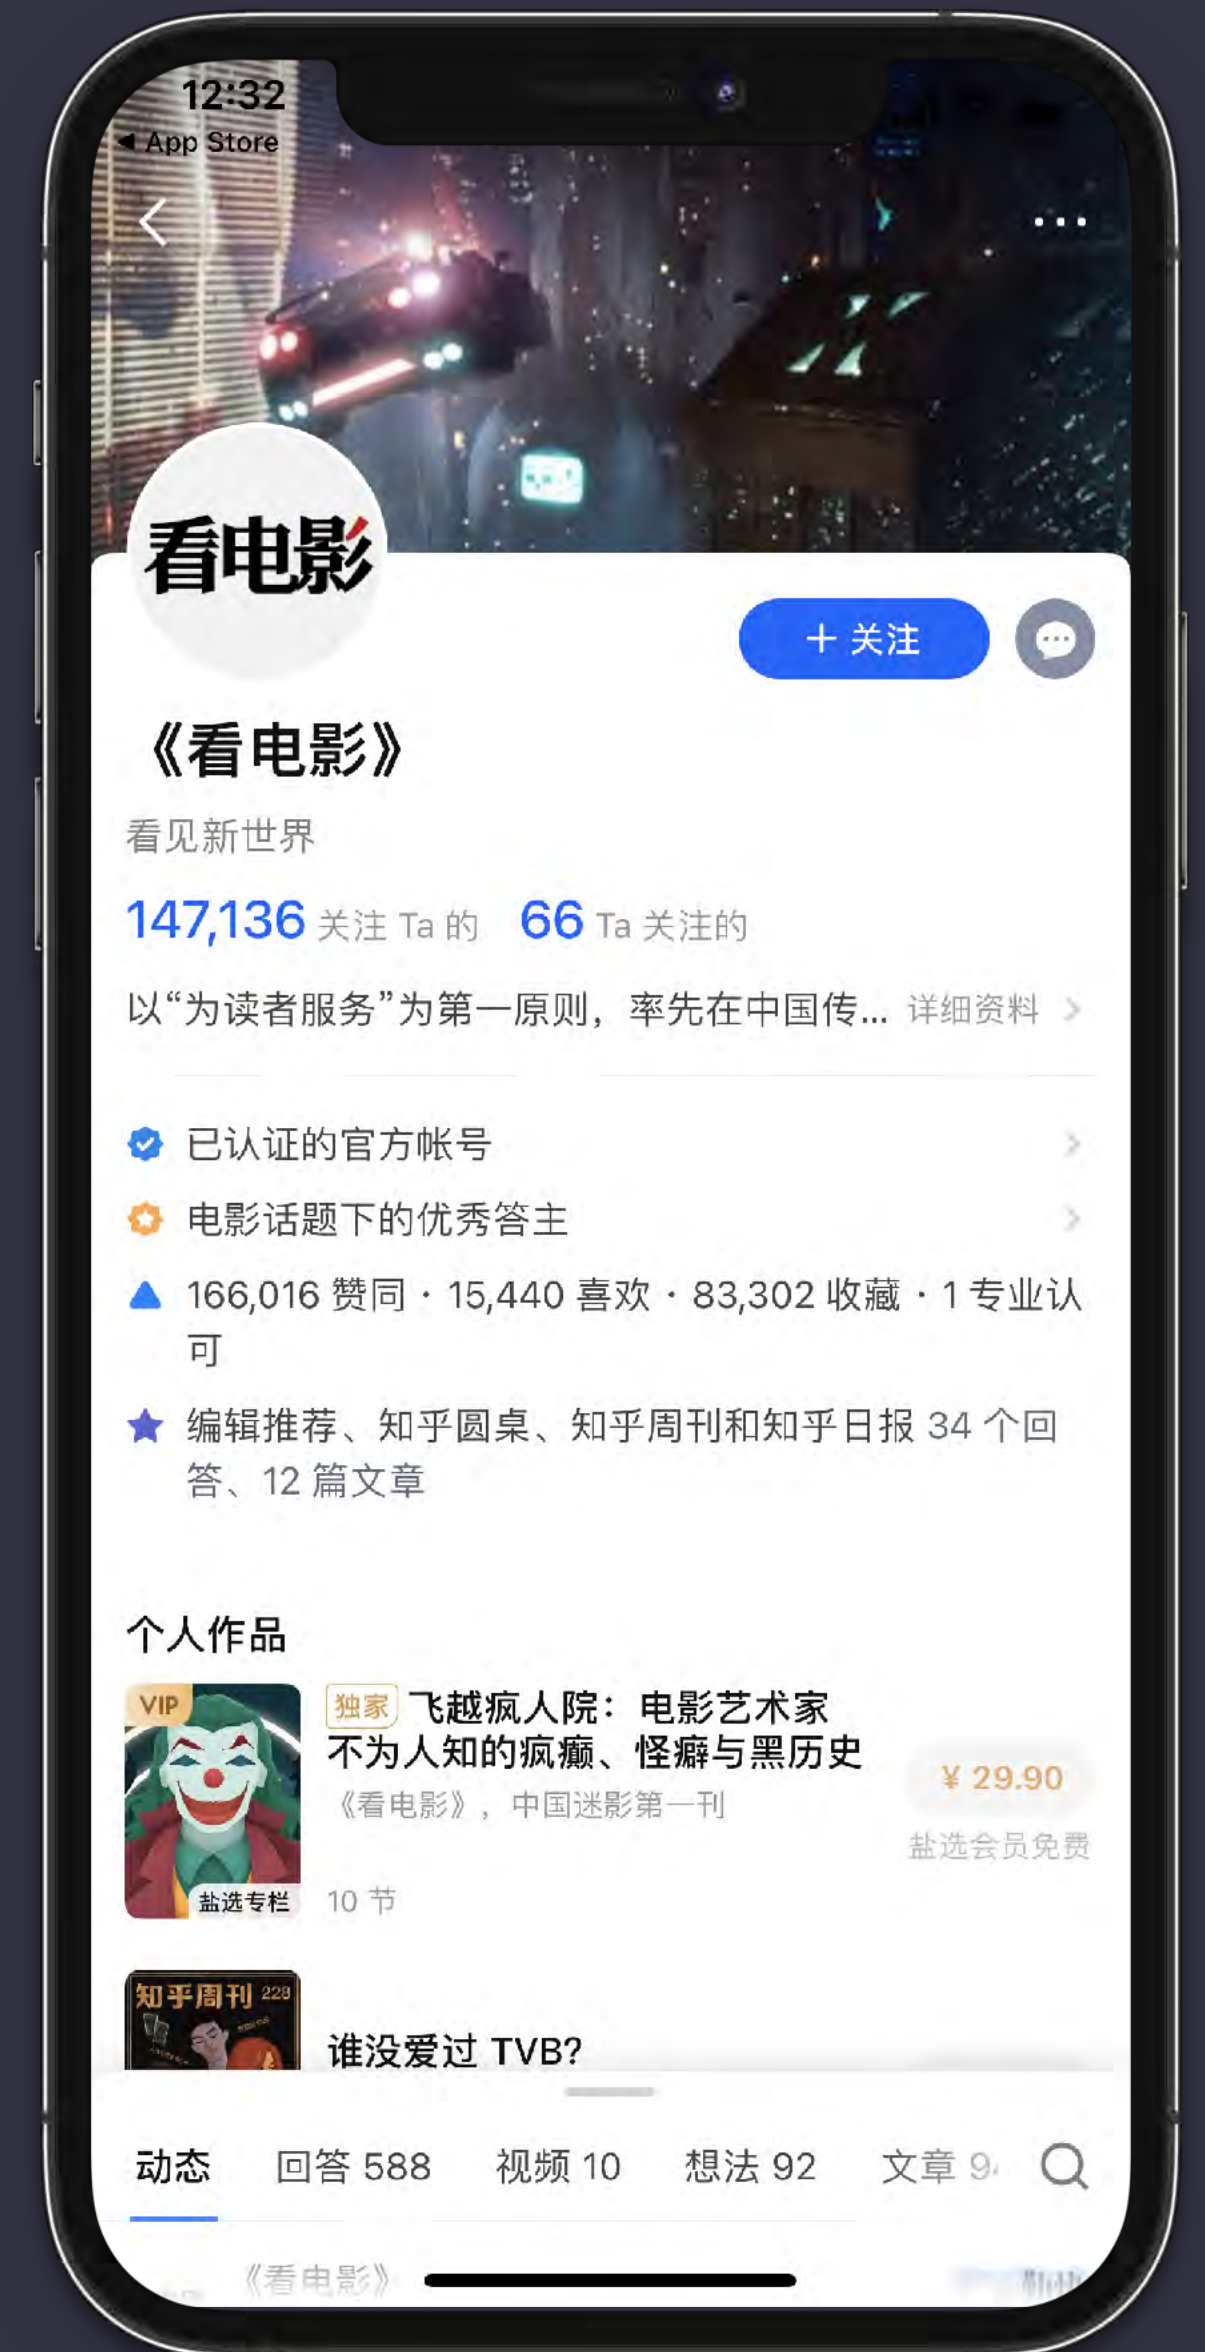 12:32
App Store
看电影
关注
《看电影》
看见新世界
147,136 关注 Ta 的 66 Ta 关注的
以“为读者服务”为第一原则，率先在中国传... 详细资料
已认证的官方帐号
电影话题下的优秀答主
166,016 赞同 · 15,440 喜欢 · 83,302 收藏 · 1 专业认
可
编辑推荐、知乎圆桌、知乎周刊和知乎日报 34 个回
答、12 篇文章
个人作品
VIP
盐选专栏
独家 飞越疯人院：电影艺术家
不为人知的疯癫、怪癖与黑历史
《看电影》，中国迷影第一刊
10 节
¥ 29.90
盐选会员免费
知乎周刊 228
谁没爱过 TVB?
动态 回答 588 视频 10 想法 92 文章
《看电影》